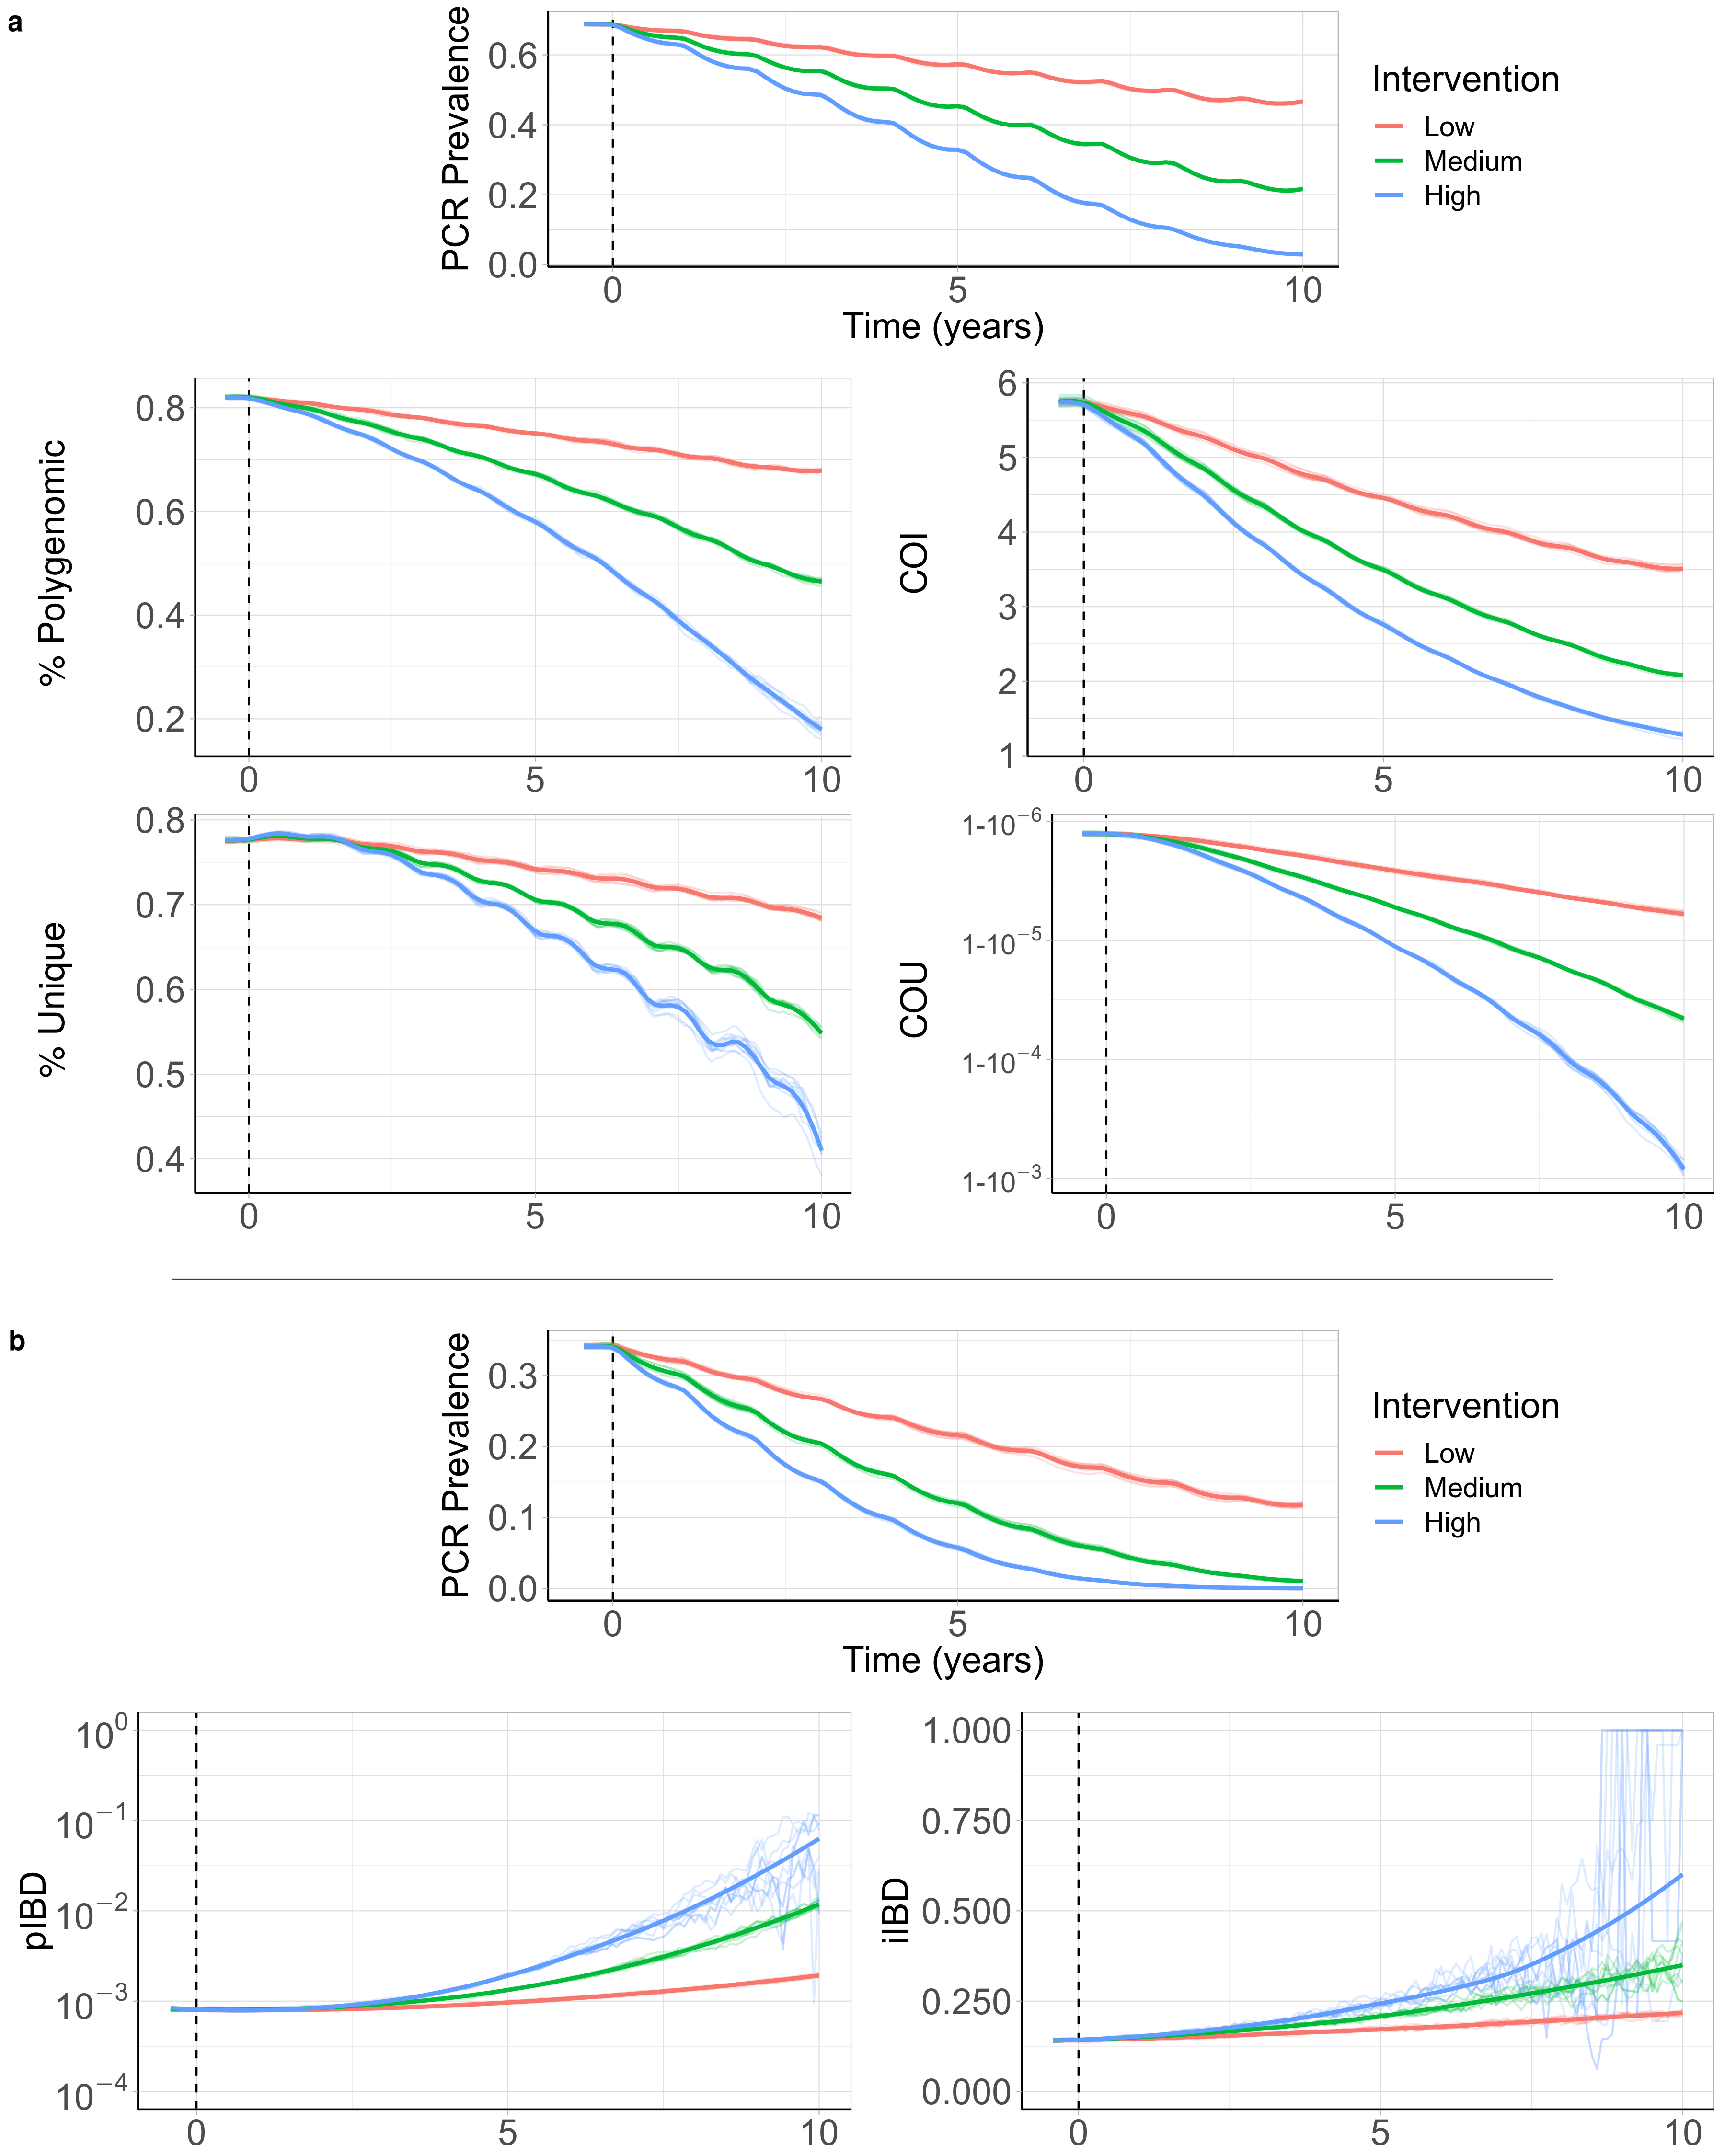 a
PCR Prevalence
0.6
0.4
0.2
0.0
0 5 10
Time (years)
Intervention
Low
Medium
High
% Polygenomic
0.8
0.6
0.4
0.2
0 5 10
COI
6
5
4
3
2
1
0 5 10
% Unique
0.8
0.7
0.6
0.5
0.4
0 5 10
COU
1-10⁻⁶
1-10⁻⁵
1-10⁻⁴
1-10⁻³
0 5 10
b
PCR Prevalence
0.3
0.2
0.1
0.0
0 5 10
Time (years)
Intervention
Low
Medium
High
pIBD
10⁰
10⁻¹
10⁻²
10⁻³
10⁻⁴
0 5 10
iIBD
1.000
0.750
0.500
0.250
0.000
0 5 10